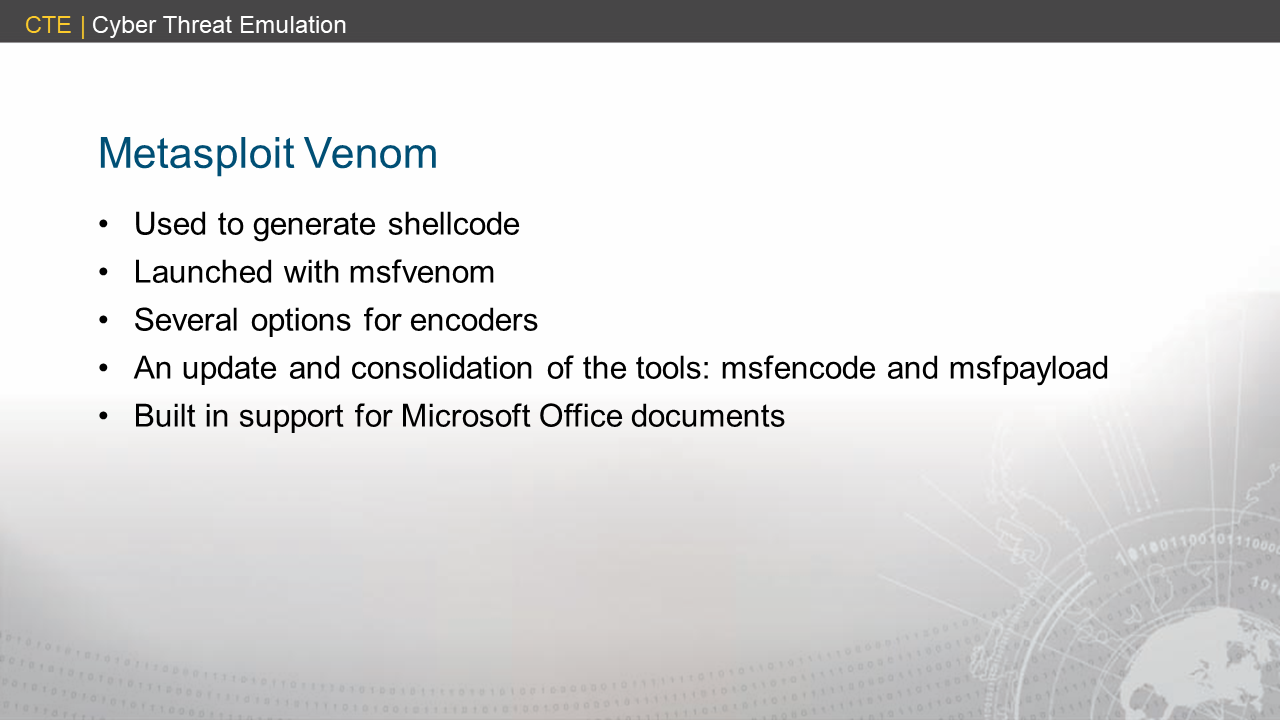 CTE | Cyber Threat Emulation
Metasploit Venom
• Used to generate shellcode
• Launched with msfvenom
• Several options for encoders
• An update and consolidation of the tools: msfencode and msfpayload
• Built in support for Microsoft Office documents